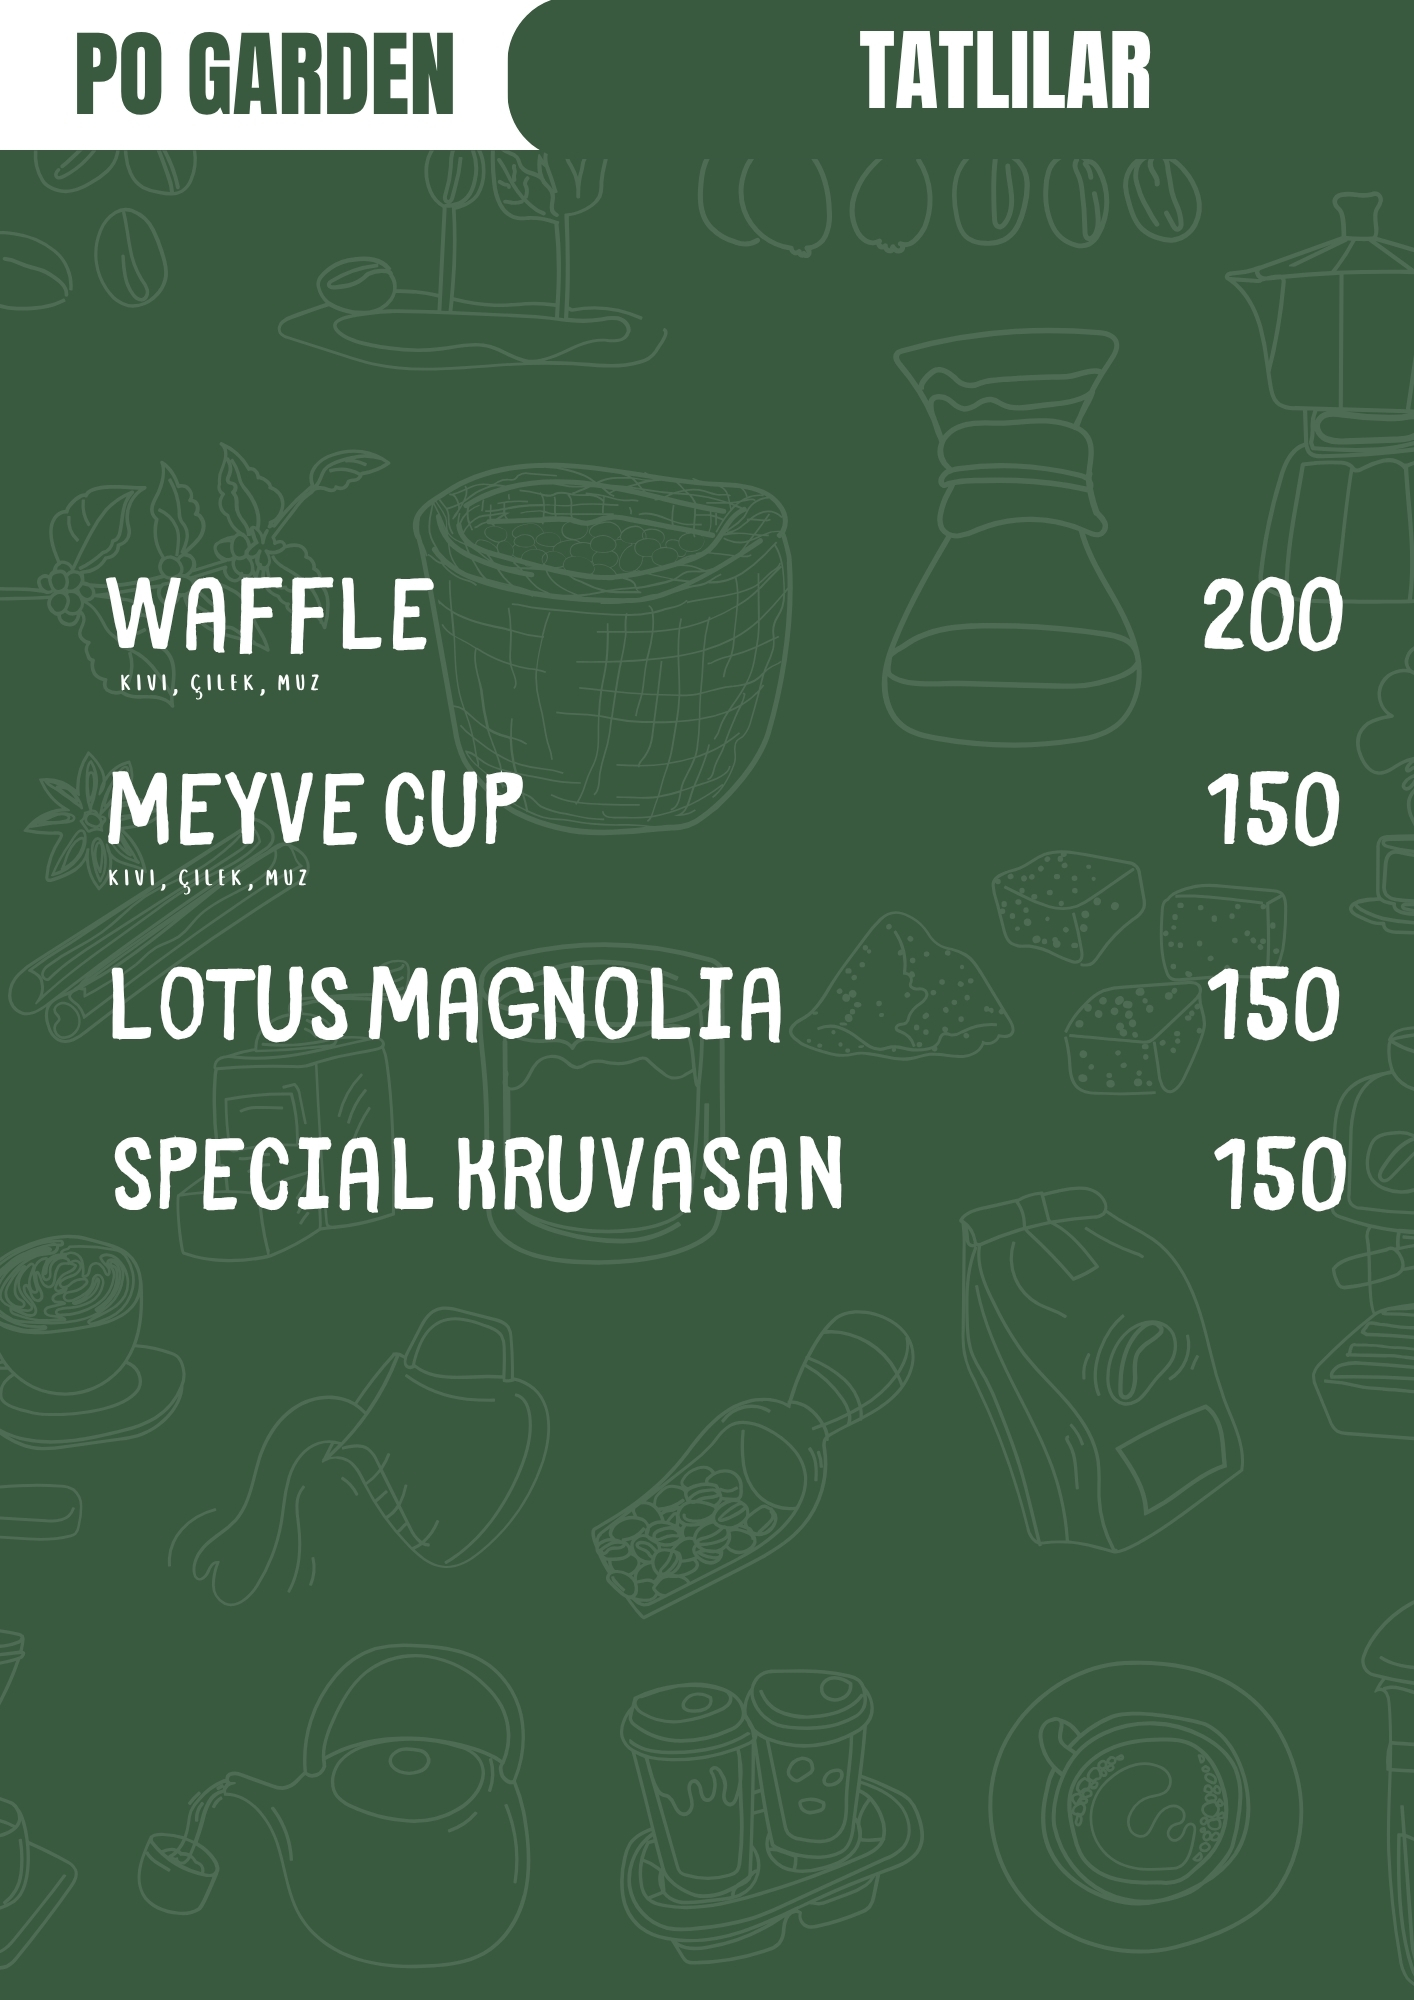 PO GARDEN
TATLILAR
WAFFLE 200
KIVI, ÇILEK, MUZ
MEYVE CUP 150
KIVI, ÇILEK, MUZ
LOTUS MAGNOLIA 150
SPECIAL KRUVASAN 150